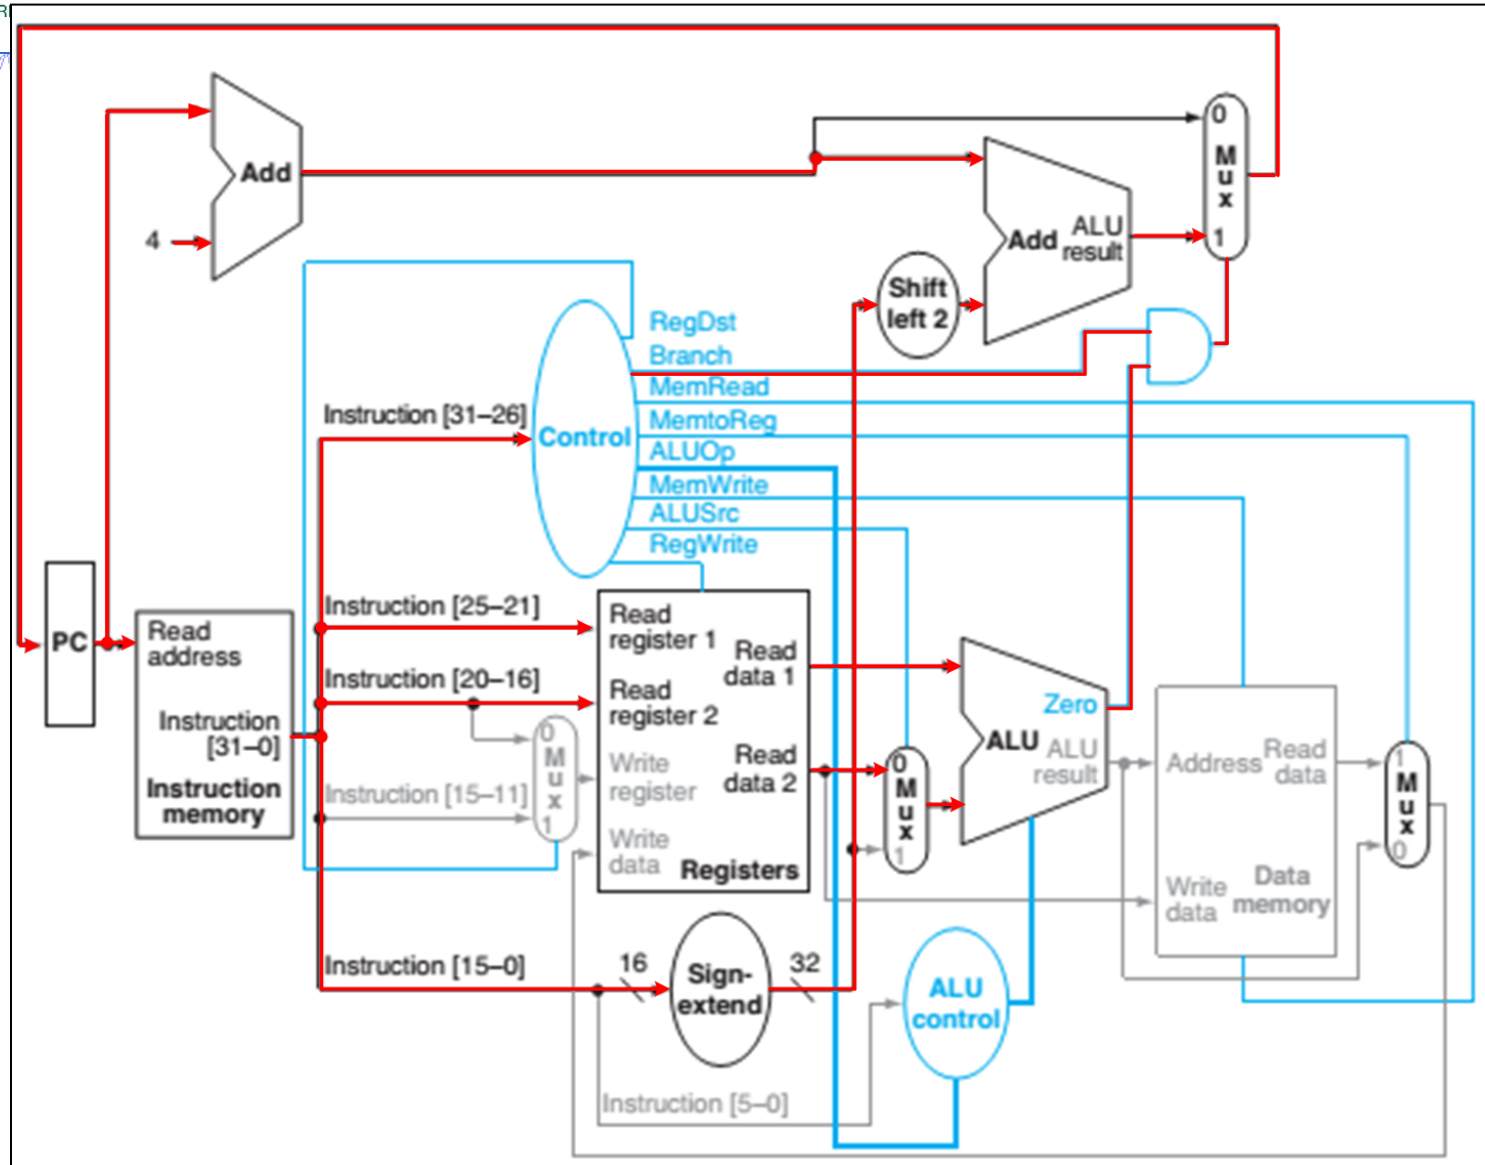 0
M
u
x
1
Add
4
Add
ALU
result
Shift
left 2
RegDst
Branch
MemRead
MemtoReg
ALUOp
MemWrite
ALUSrc
RegWrite
Instruction [31–26]
Control
Instruction [25–21]
Instruction [20–16]
Instruction [15–11]
Instruction [15–0]
Instruction [5–0]
PC
Read
address
Instruction
[31–0]
Instruction
memory
0
M
u
x
1
Read
register 1
Read
register 2
Write
register
Write
data
Read
data 1
Read
data 2
Registers
0
M
u
x
1
Zero
ALU
ALU
result
Address
Read
data
Write
data
Data
memory
1
M
u
x
0
16
Sign-
extend
32
ALU
control